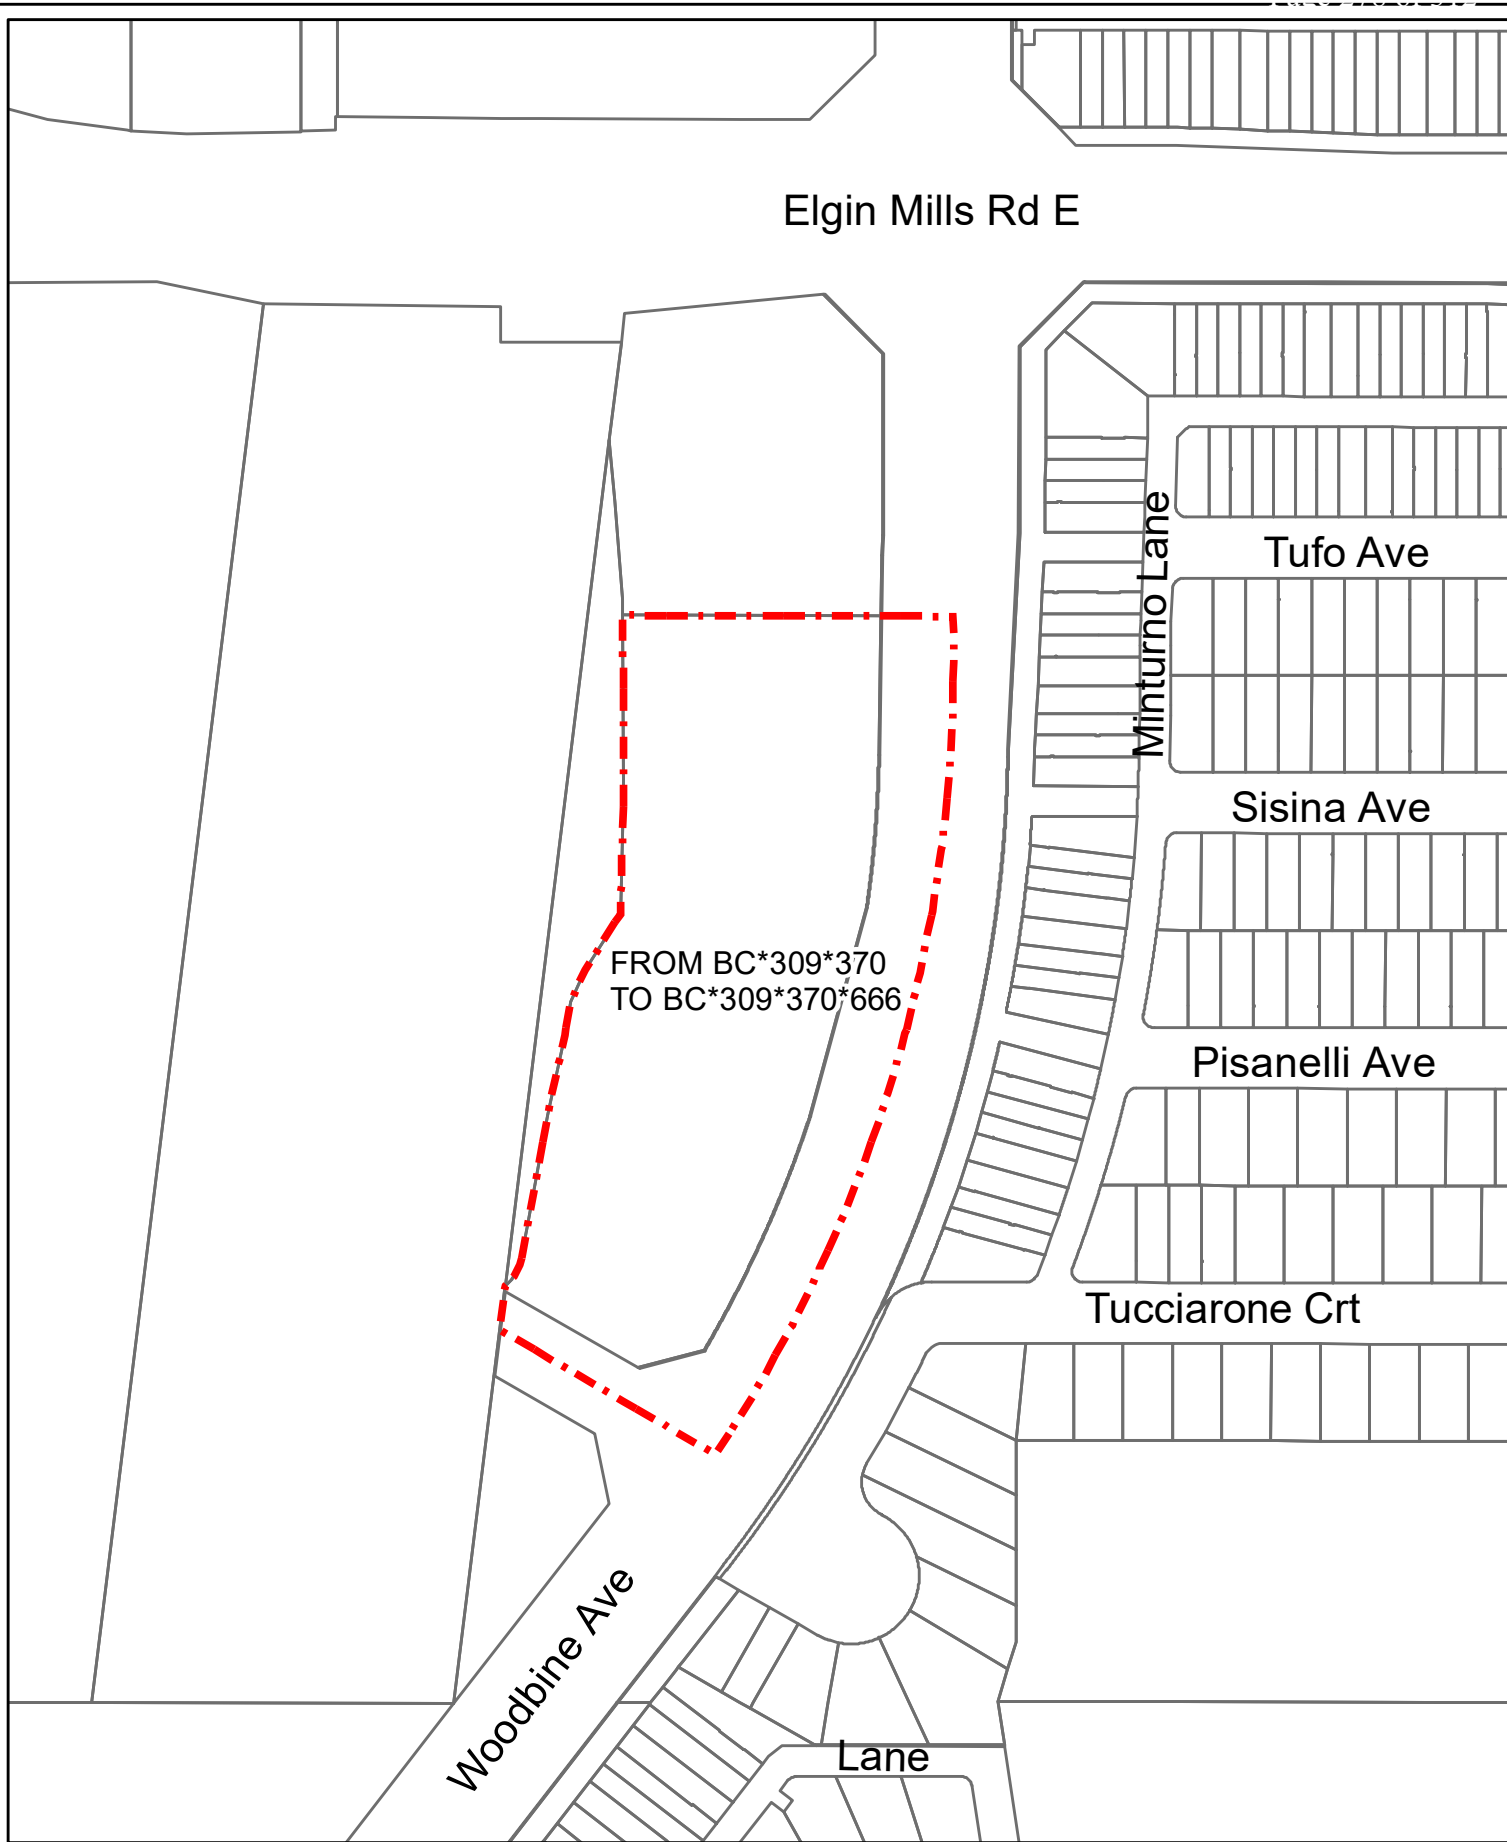 Elgin Mills Rd E
Minturno Lane
Tufo Ave
Sisina Ave
FROM BC*309*370
TO BC*309*370*666
Pisanelli Ave
Tucciarone Crt
Woodbine Ave
Lane